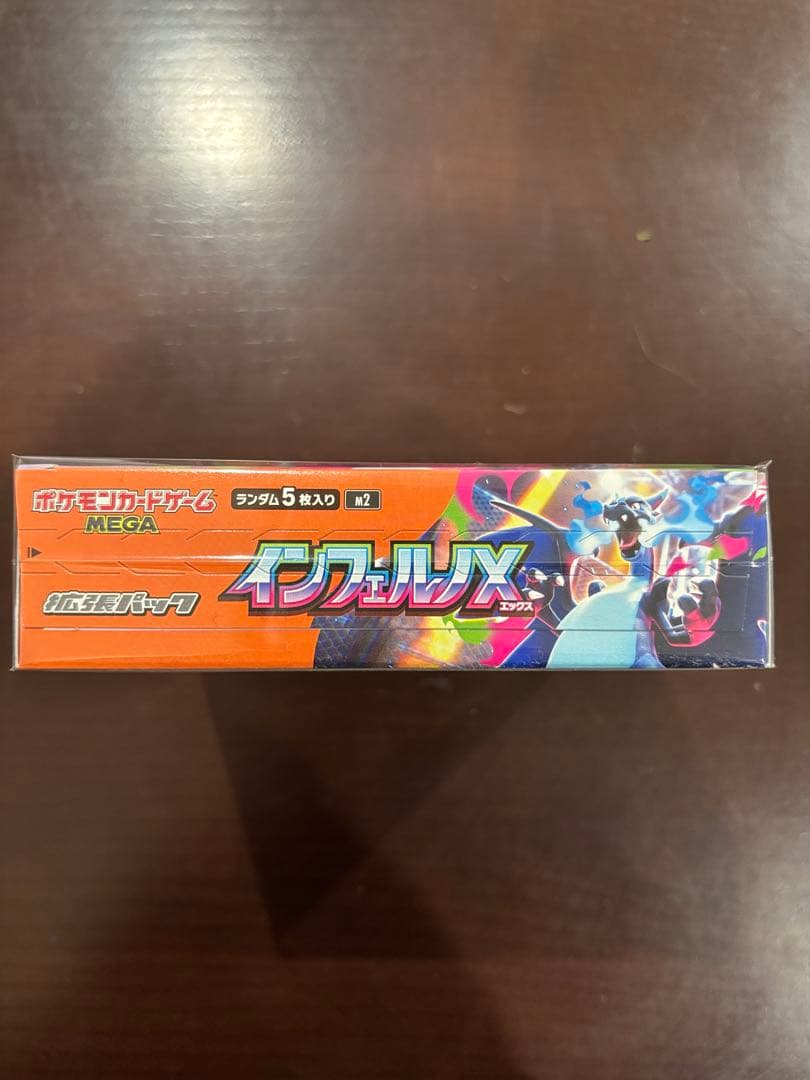 ポケモンカードゲーム
MEGA
ランダム5枚入り M2
インフェルノX
エックス
拡張パック